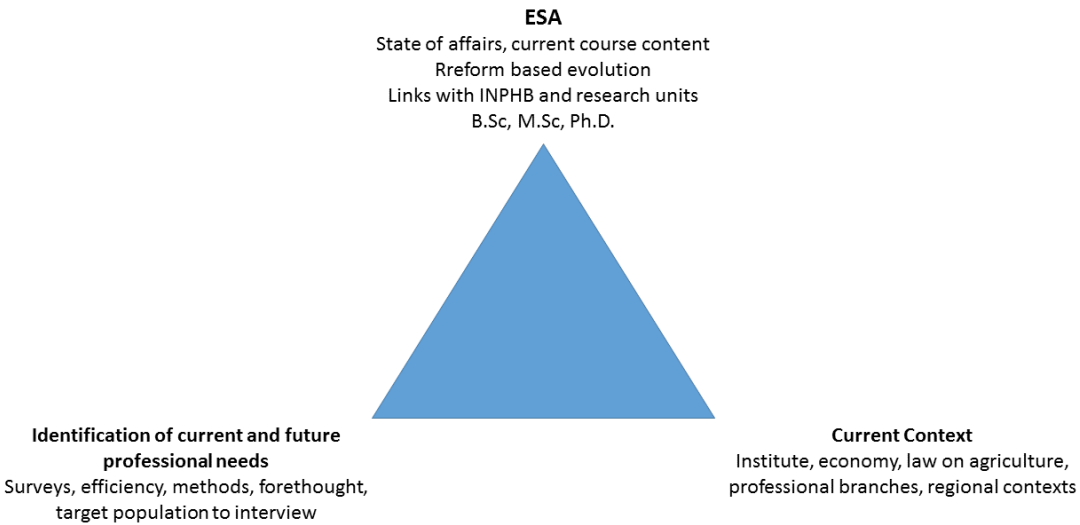 ESA
State of affairs, current course content
Rreform based evolution
Links with INPHB and research units
B.Sc, M.Sc, Ph.D.
Identification of current and future
professional needs
Surveys, efficiency, methods, forethought,
target population to interview
Current Context
Institute, economy, law on agriculture,
professional branches, regional contexts